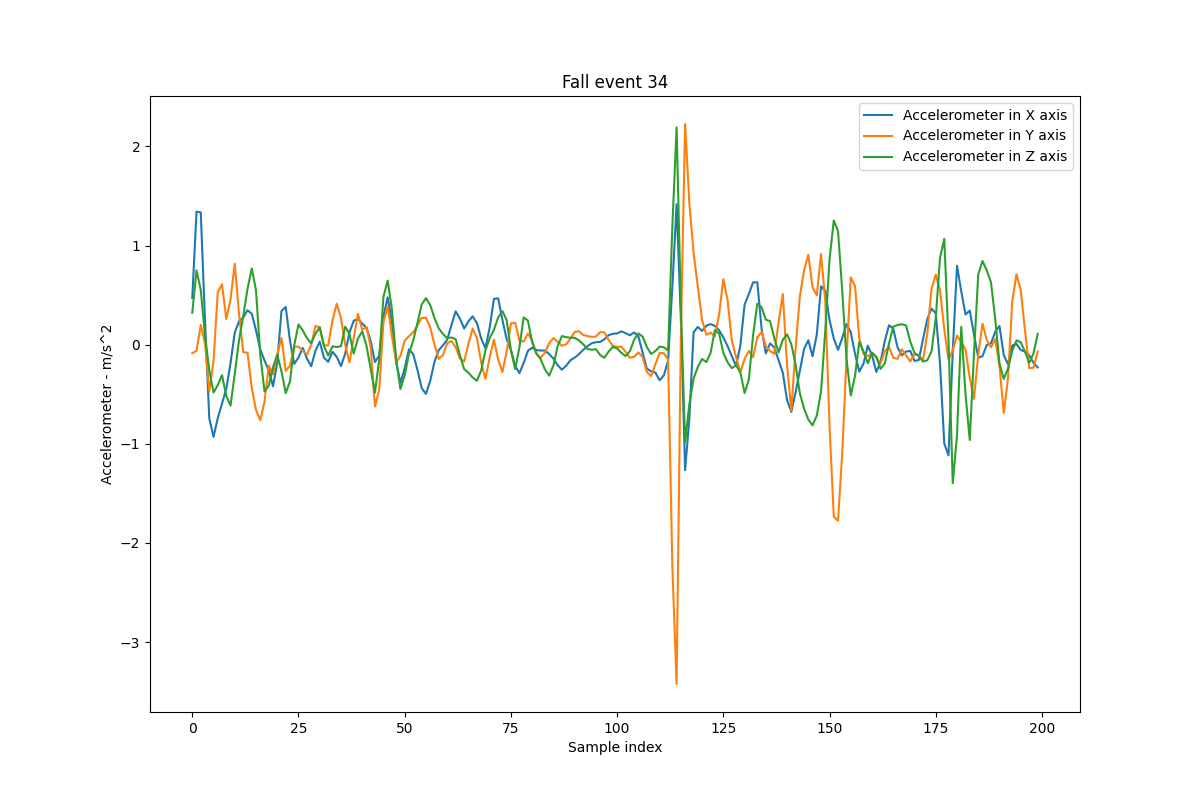 Fall event 34
Accelerometer in X axis
Accelerometer in Y axis
Accelerometer in Z axis
Accelerometer - m/s^2
2
1
0
−1
−2
−3
0 25 50 75 100 125 150 175 200
Sample index